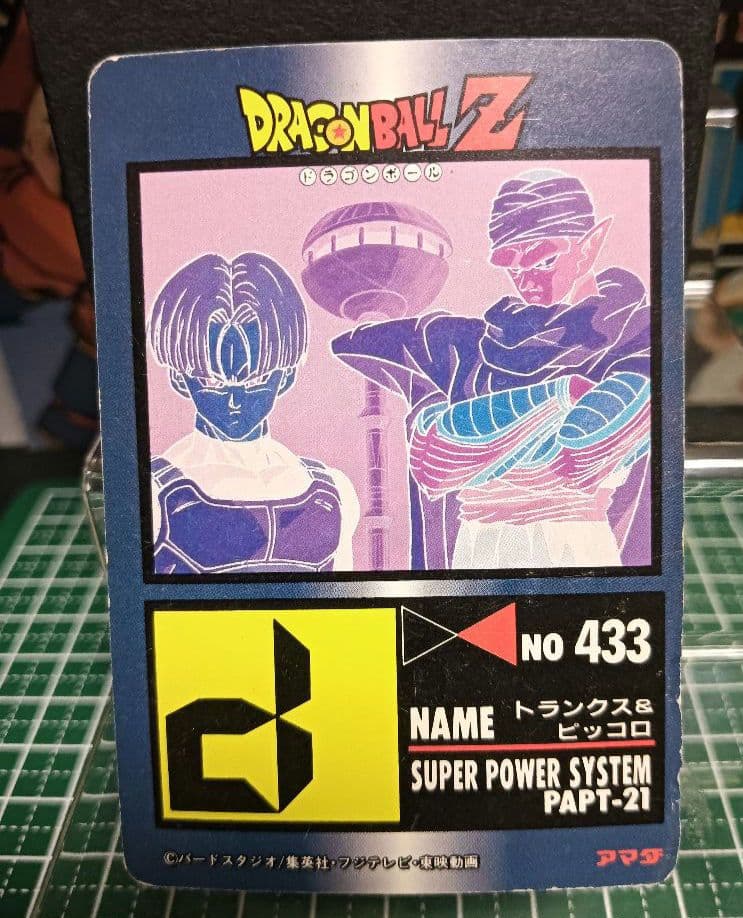 DRAGON BALL Z
ドラゴンボール
NO 433
NAME トランクス&
ピッコロ
SUPER POWER SYSTEM
PAPT-21
©バードスタジオ/集英社・フジテレビ・東映動画
アマダ